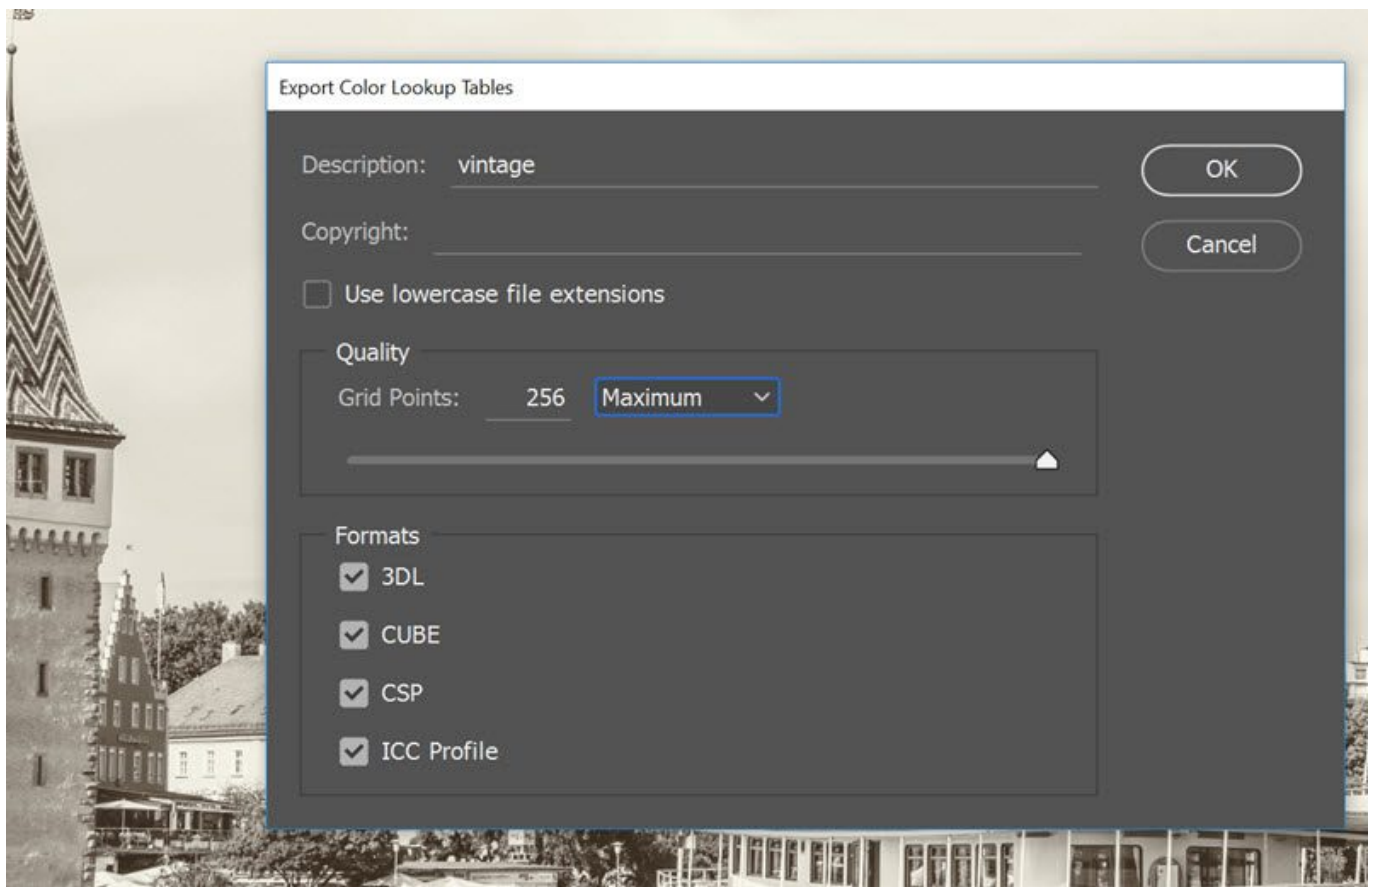 Export Color Lookup Tables
Description: vintage
OK
Copyright:
Cancel
Use lowercase file extensions
Quality
Grid Points: 256 Maximum
Formats
3DL
CUBE
CSP
ICC Profile